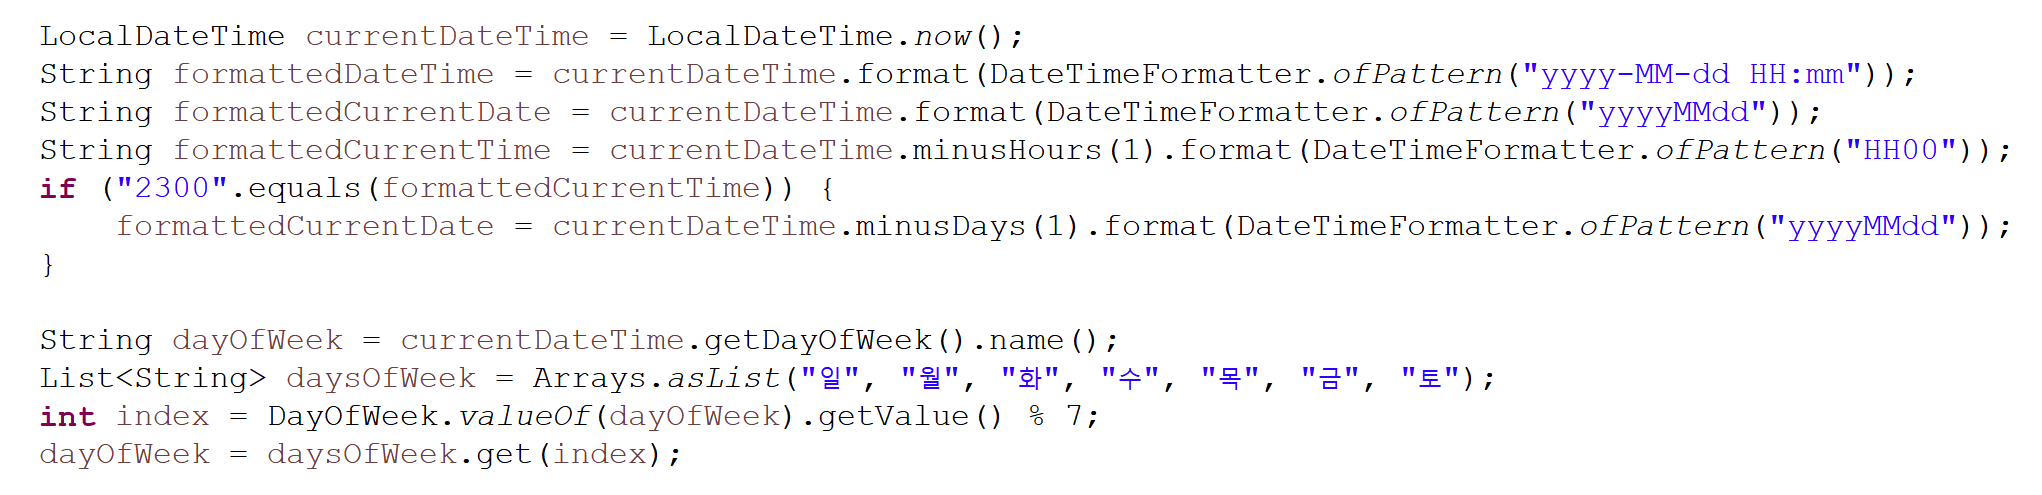 LocalDateTime currentDateTime = LocalDateTime.now();
String formattedDateTime = currentDateTime.format(DateTimeFormatter.ofPattern("yyyy-MM-dd HH:mm"));
String formattedCurrentDate = currentDateTime.format(DateTimeFormatter.ofPattern("yyyyMMdd"));
String formattedCurrentTime = currentDateTime.minusHours(1).format(DateTimeFormatter.ofPattern("HH00"));
if ("2300".equals(formattedCurrentTime)) {
    formattedCurrentDate = currentDateTime.minusDays(1).format(DateTimeFormatter.ofPattern("yyyyMMdd"));
}
String dayOfWeek = currentDateTime.getDayOfWeek().name();
List<String> daysOfWeek = Arrays.asList("일", "월", "화", "수", "목", "금", "토");
int index = DayOfWeek.valueOf(dayOfWeek).getValue() % 7;
dayOfWeek = daysOfWeek.get(index);